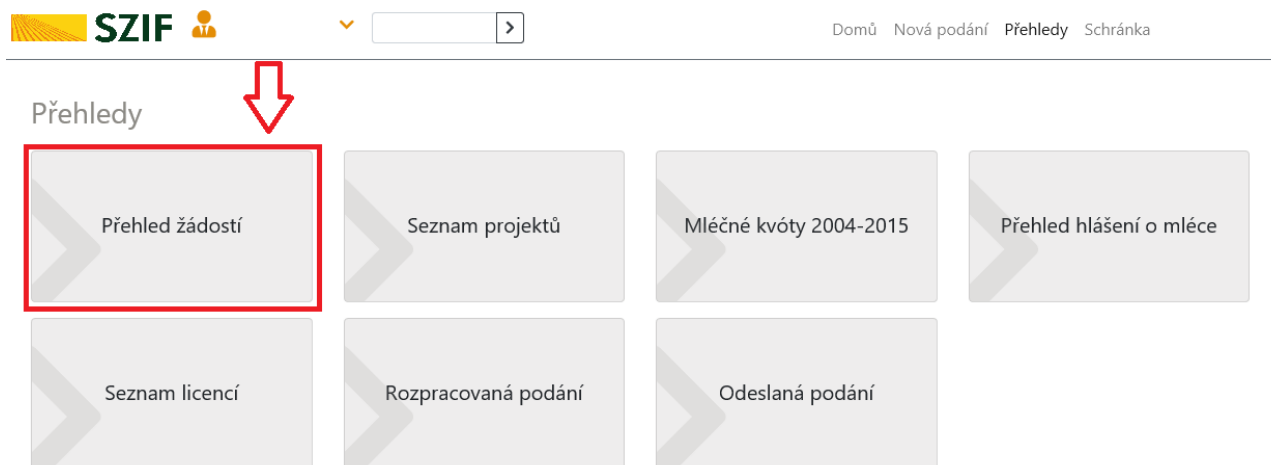 SZIF
Domů Nová podání Přehledy Schránka
Přehledy
Přehled žádostí
Seznam projektů
Mléčné kvóty 2004-2015
Přehled hlášení o mléce
Seznam licencí
Rozpracovaná podání
Odeslaná podání